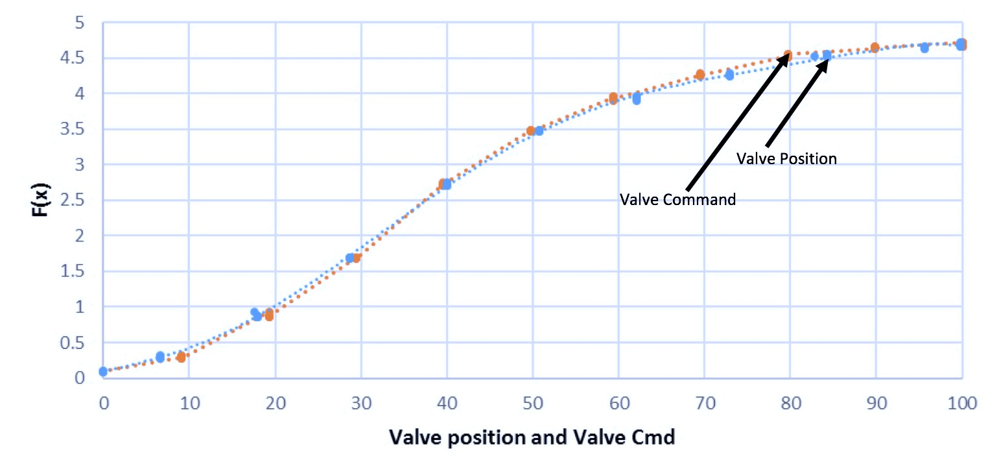 5
4.5
4
3.5
3
2.5
2
1.5
1
0.5
0
F(x)
Valve Position
Valve Command
0 10 20 30 40 50 60 70 80 90 100
Valve position and Valve Cmd